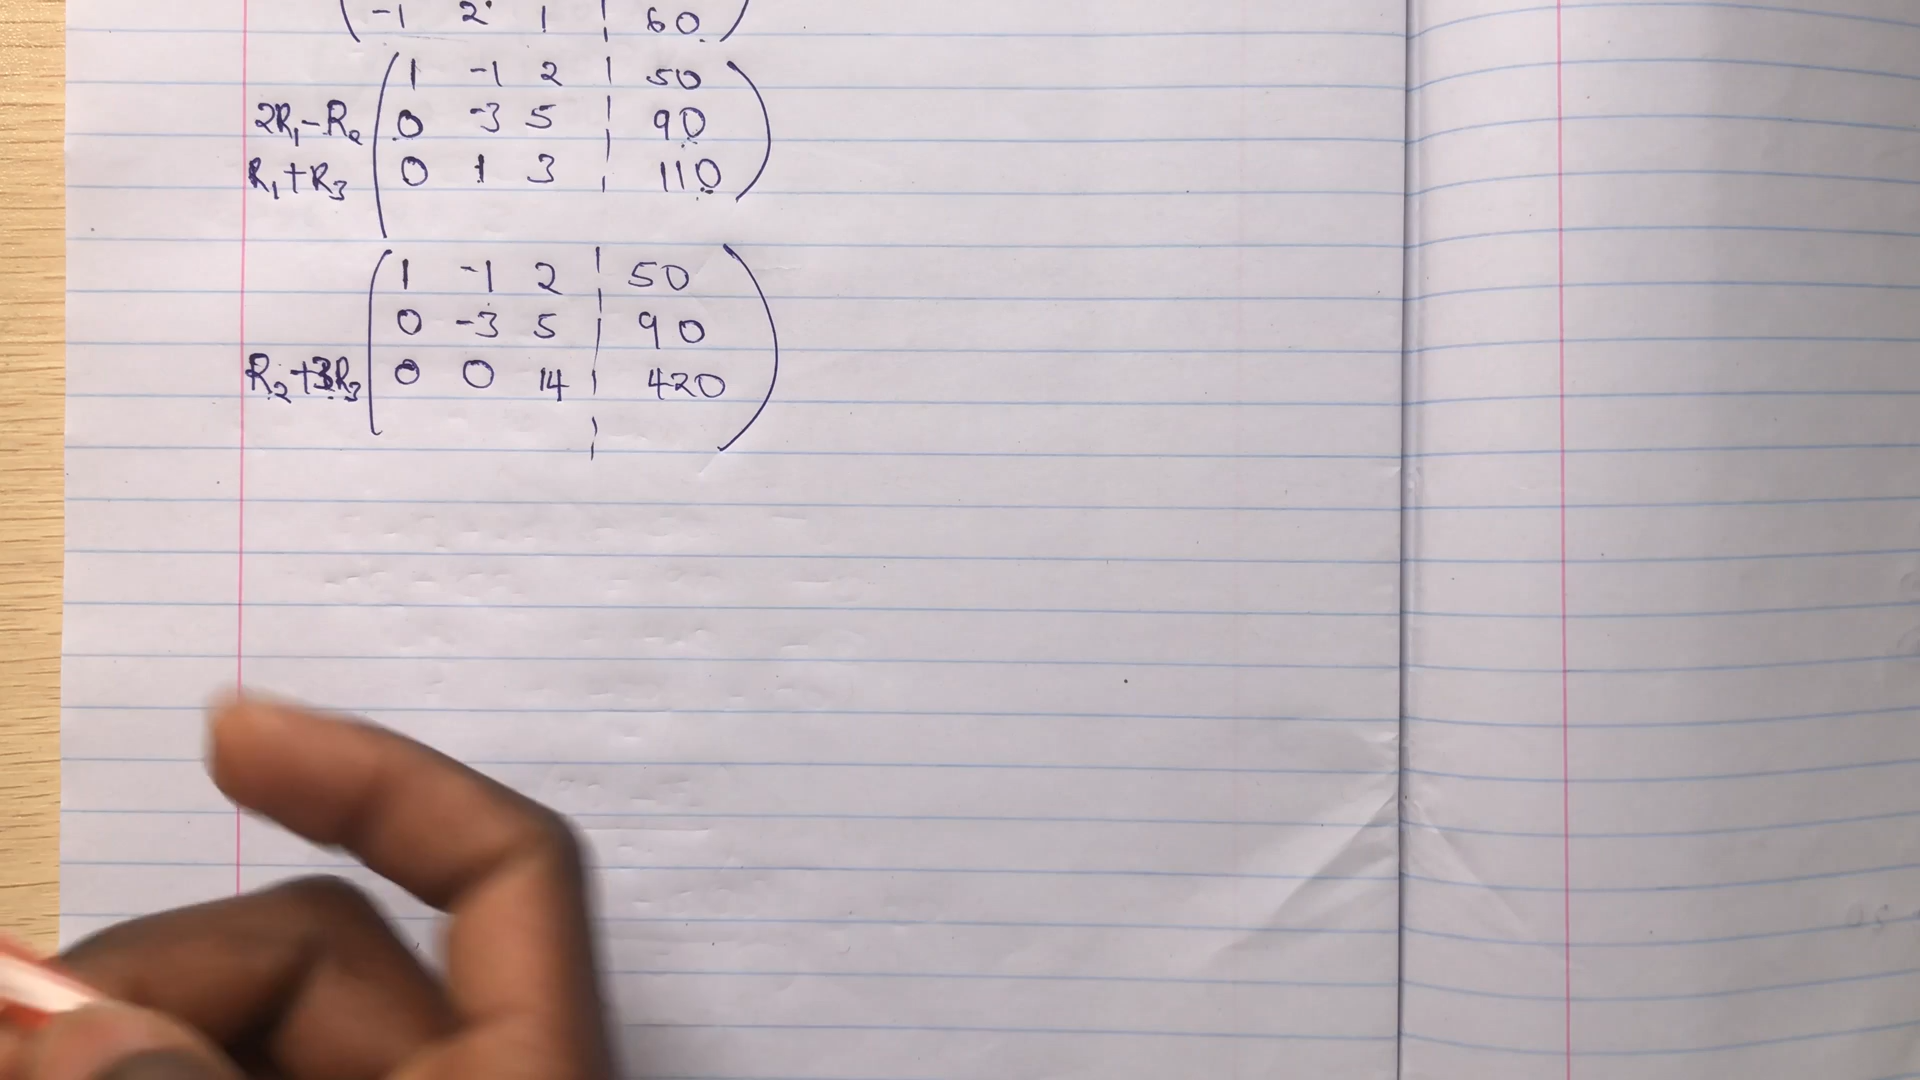 -1 2 1 | 60
1 -1 2 | 50
2R₁-R₂ 0 -3 5 | 90
R₁+R₃ 0 1 3 | 110
1 -1 2 | 50
0 -3 5 | 90
R₂+3R₃ 0 0 14 | 420